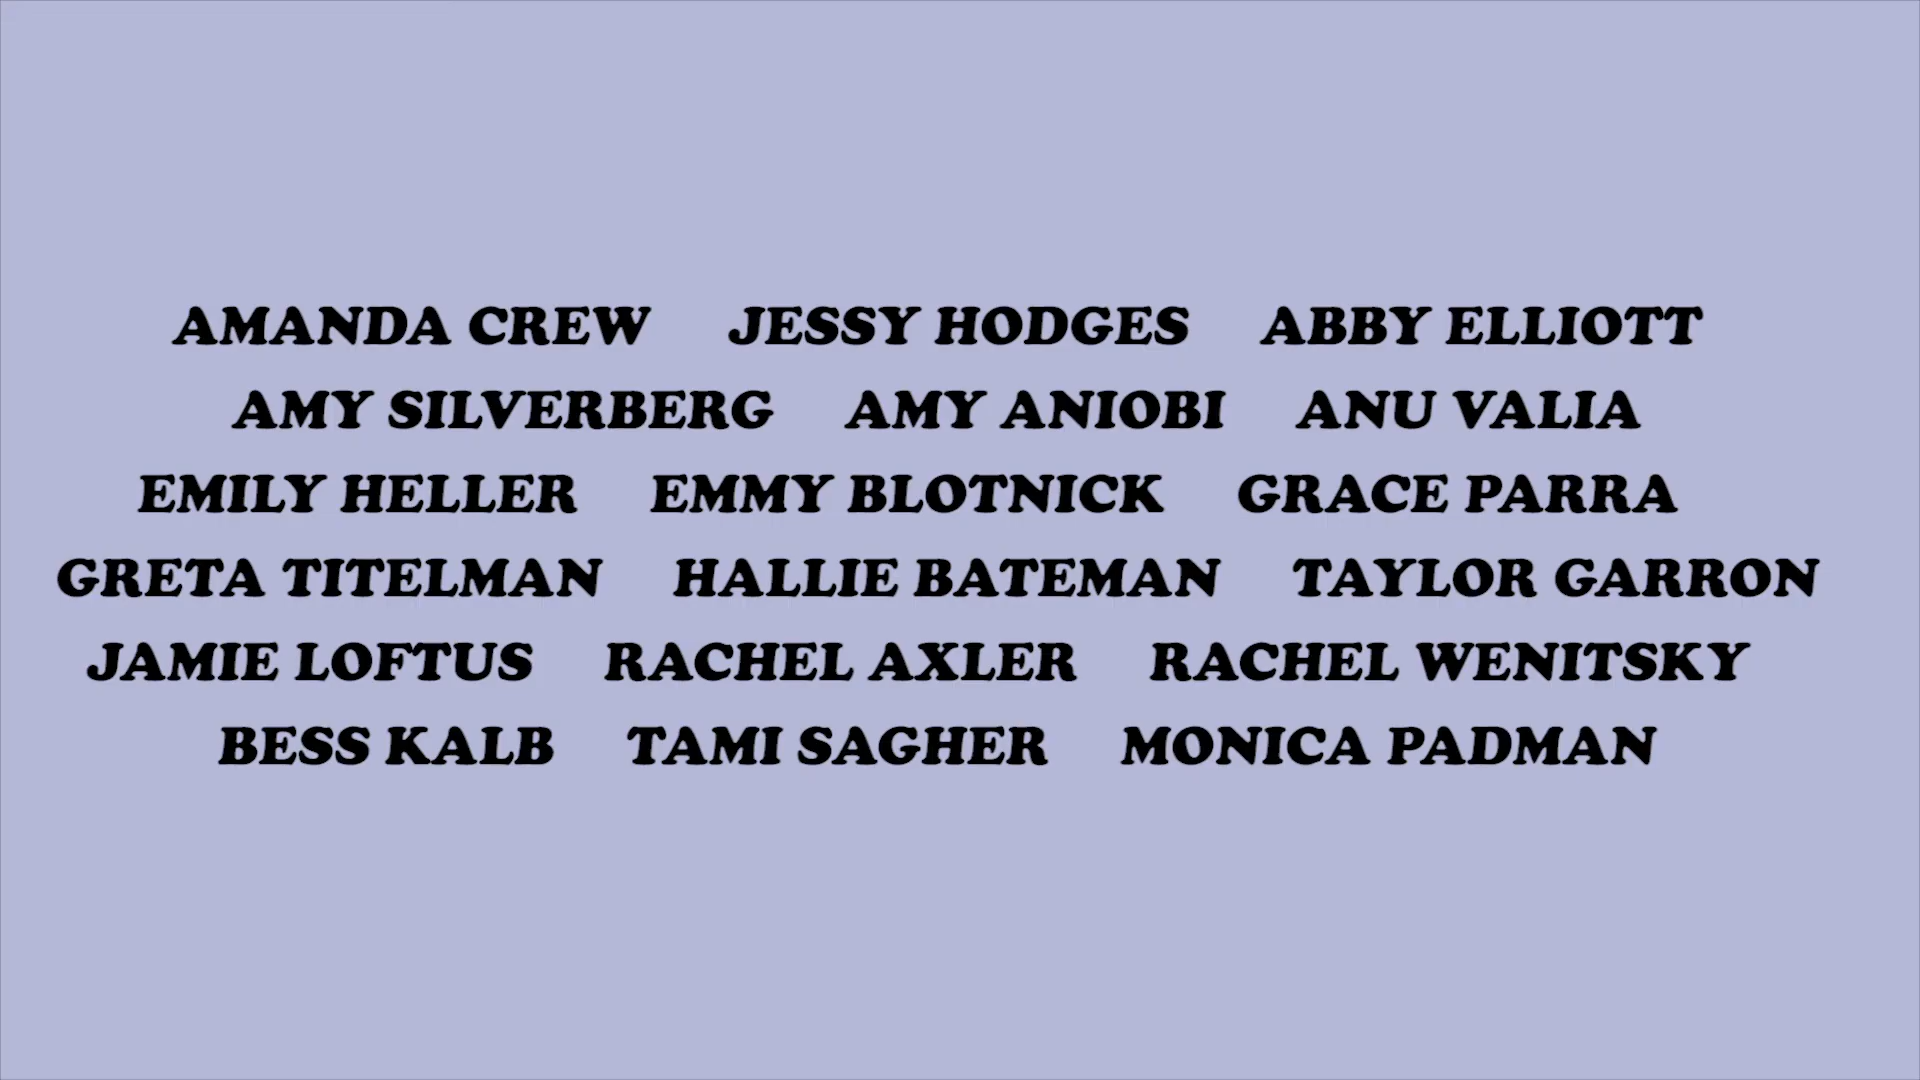 AMANDA CREW JESSY HODGES ABBY ELLIOTT
AMY SILVERBERG AMY ANIOBI ANU VALIA
EMILY HELLER EMMY BLOTNICK GRACE PARRA
GRETA TITELMAN HALLIE BATEMAN TAYLOR GARRON
JAMIE LOFTUS RACHEL AXLER RACHEL WENITSKY
BESS KALB TAMI SAGHER MONICA PADMAN